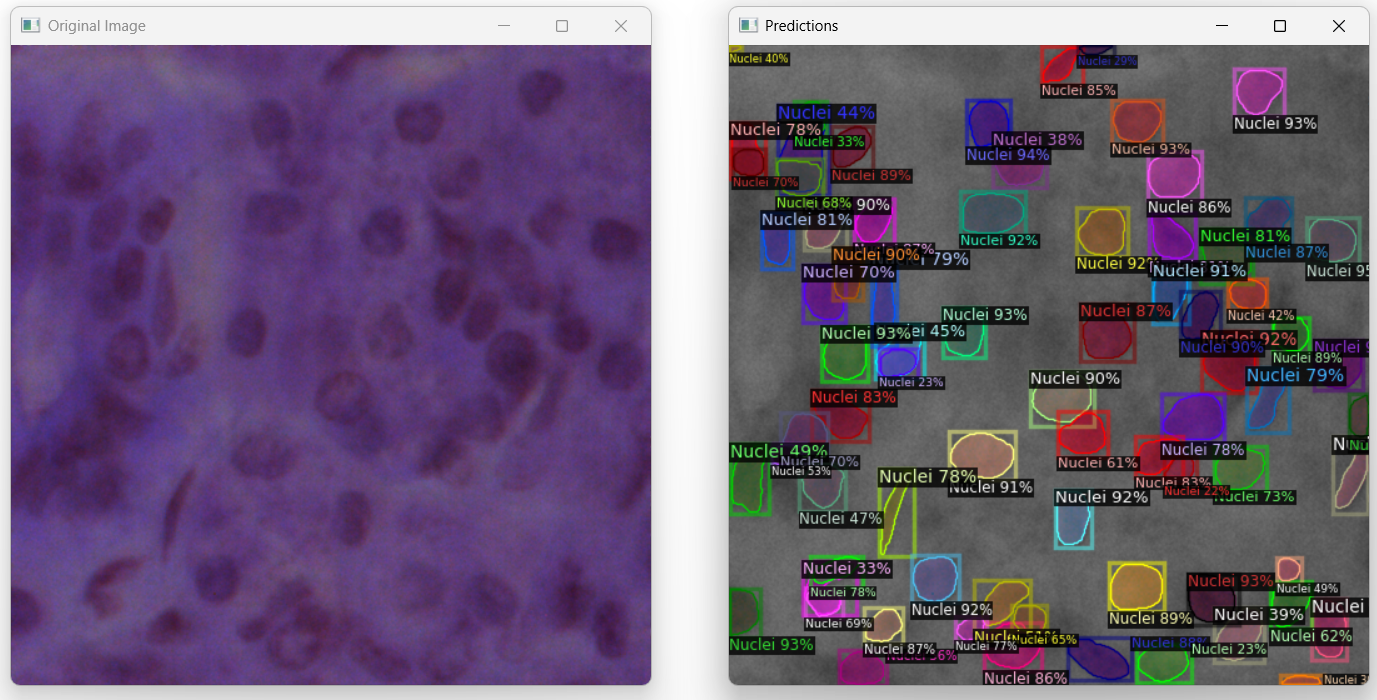 Original Image
Predictions
Nuclei 40%
Nuclei 29%
Nuclei 85%
Nuclei 93%
Nuclei 44%
Nuclei 78%
Nuclei 33%
Nuclei 38%
Nuclei 94%
Nuclei 93%
Nuclei 89%
Nuclei 70%
Nuclei 68%
90%
Nuclei 86%
Nuclei 81%
Nuclei 92%
Nuclei 81%
Nuclei 87%
Nuclei 90%
79%
Nuclei 92%
Nuclei 91%
Nuclei 95
Nuclei 70%
Nuclei 93%
Nuclei 87%
Nuclei 42%
Nuclei 93%
45%
Nuclei 92%
Nuclei 90%
Nuclei 89%
Nuclei 23%
Nuclei 90%
Nuclei 79%
Nuclei 83%
Nuclei 49%
Nuclei 70%
Nuclei 53%
Nuclei 61%
Nuclei 78%
Nuclei 78%
Nuclei 91%
Nuclei 83%
Nuclei 22%
Nuclei 73%
Nuclei 92%
Nuclei 47%
Nuclei 33%
Nuclei 78%
Nuclei 93%
Nuclei 49%
Nuclei 92%
Nuclei 39%
Nuclei
Nuclei 69%
Nuclei 89%
Nuclei 62%
Nuclei 93%
Nuclei 87%
Nuclei 77%
65%
Nuclei 88%
Nuclei 23%
Nuclei 86%